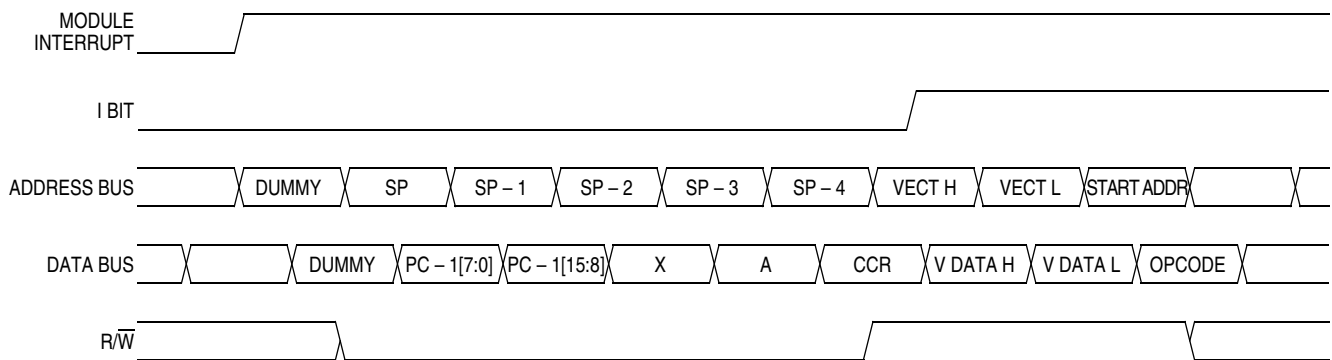 MODULE
INTERRUPT
I BIT
ADDRESS BUS DUMMY SP SP – 1 SP – 2 SP – 3 SP – 4 VECT H VECT L START ADDR
DATA BUS DUMMY PC – 1[7:0] PC – 1[15:8] X A CCR V DATA H V DATA L OPCODE
R/W̅